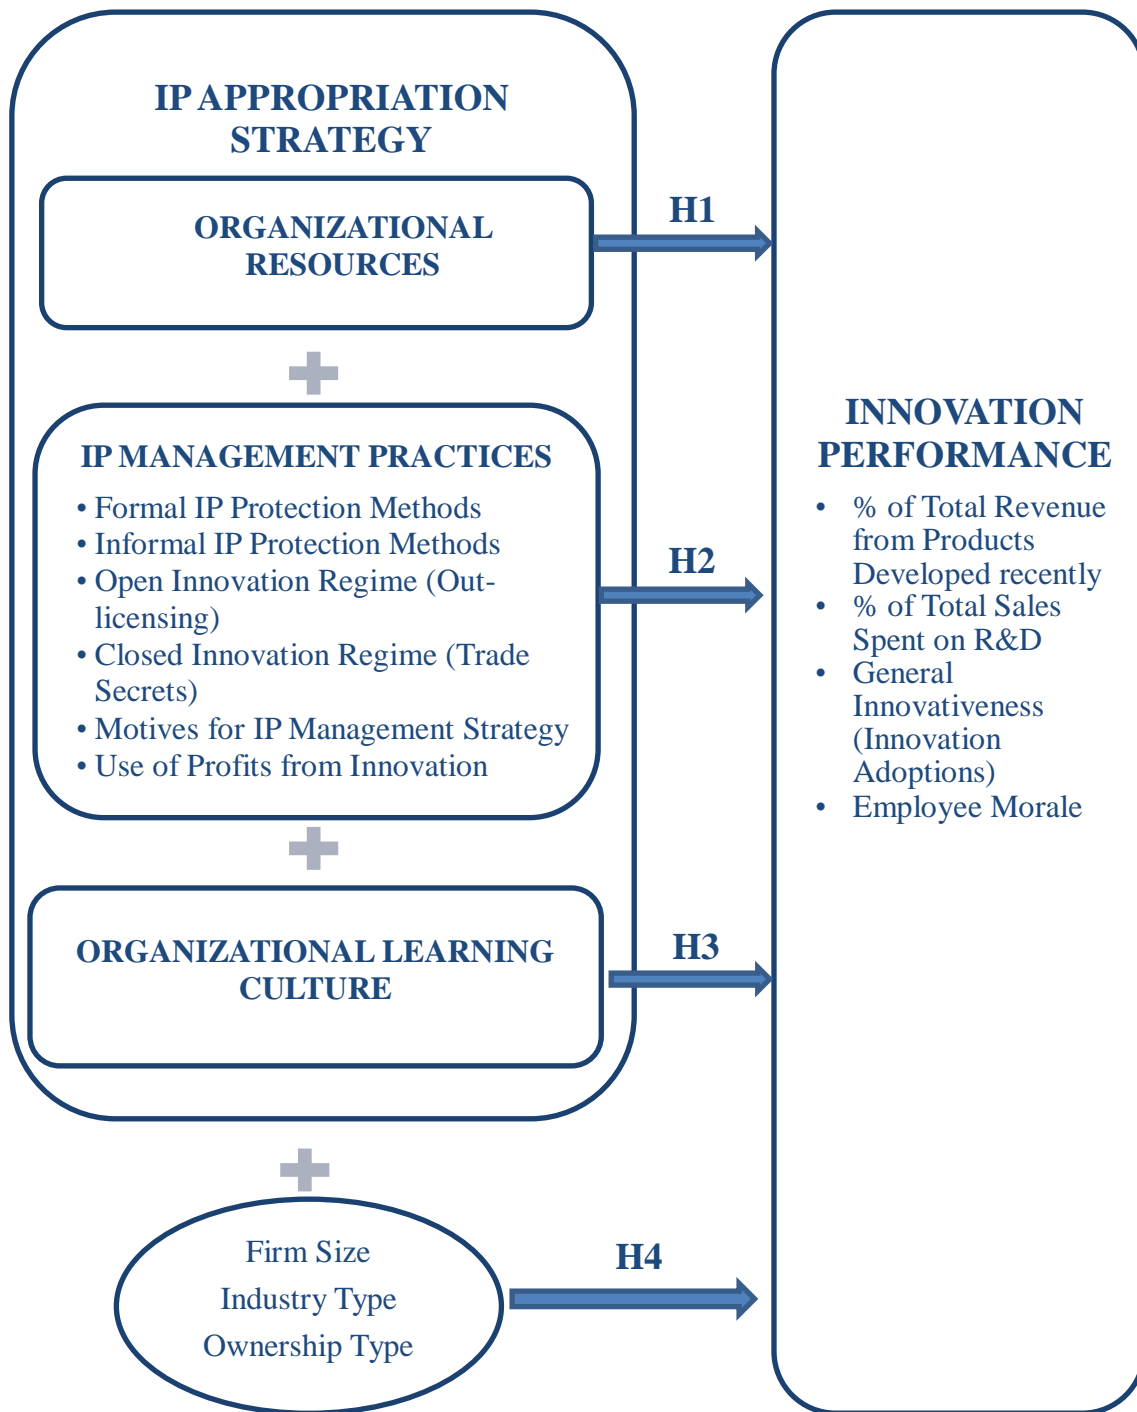 IP APPROPRIATION
STRATEGY
ORGANIZATIONAL
RESOURCES
H1
IP MANAGEMENT PRACTICES
• Formal IP Protection Methods
• Informal IP Protection Methods
• Open Innovation Regime (Out-
licensing)
• Closed Innovation Regime (Trade
Secrets)
• Motives for IP Management Strategy
• Use of Profits from Innovation
H2
ORGANIZATIONAL LEARNING
CULTURE
H3
Firm Size
Industry Type
Ownership Type
H4
INNOVATION
PERFORMANCE
• % of Total Revenue
from Products
Developed recently
• % of Total Sales
Spent on R&D
• General
Innovativeness
(Innovation
Adoptions)
• Employee Morale